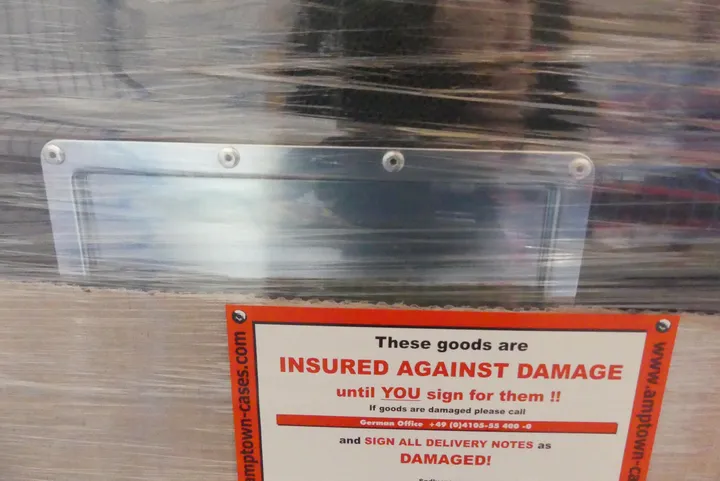 These goods are
INSURED AGAINST DAMAGE
until YOU sign for them !!
If goods are damaged please call
German Office +49 (0)4105-55 400 -0
and SIGN ALL DELIVERY NOTES as
DAMAGED!
amptown-cases.com
www.amptown-ca